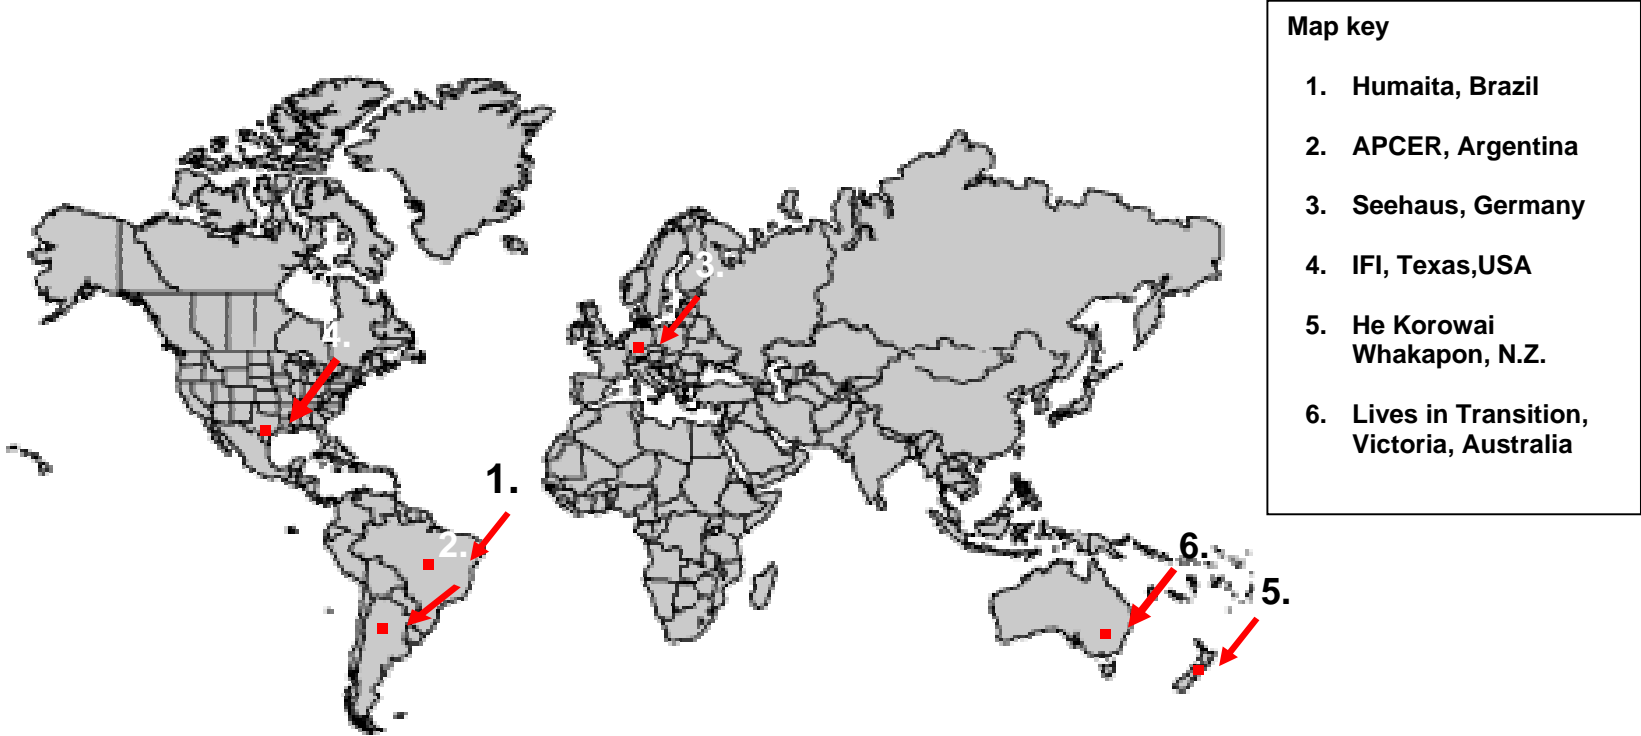 Map key
1. Humaita, Brazil
2. APCER, Argentina
3. Seehaus, Germany
4. IFI, Texas,USA
5. He Korowai
Whakapon, N.Z.
6. Lives in Transition,
Victoria, Australia
3.
4.
1.
2.
6.
5.